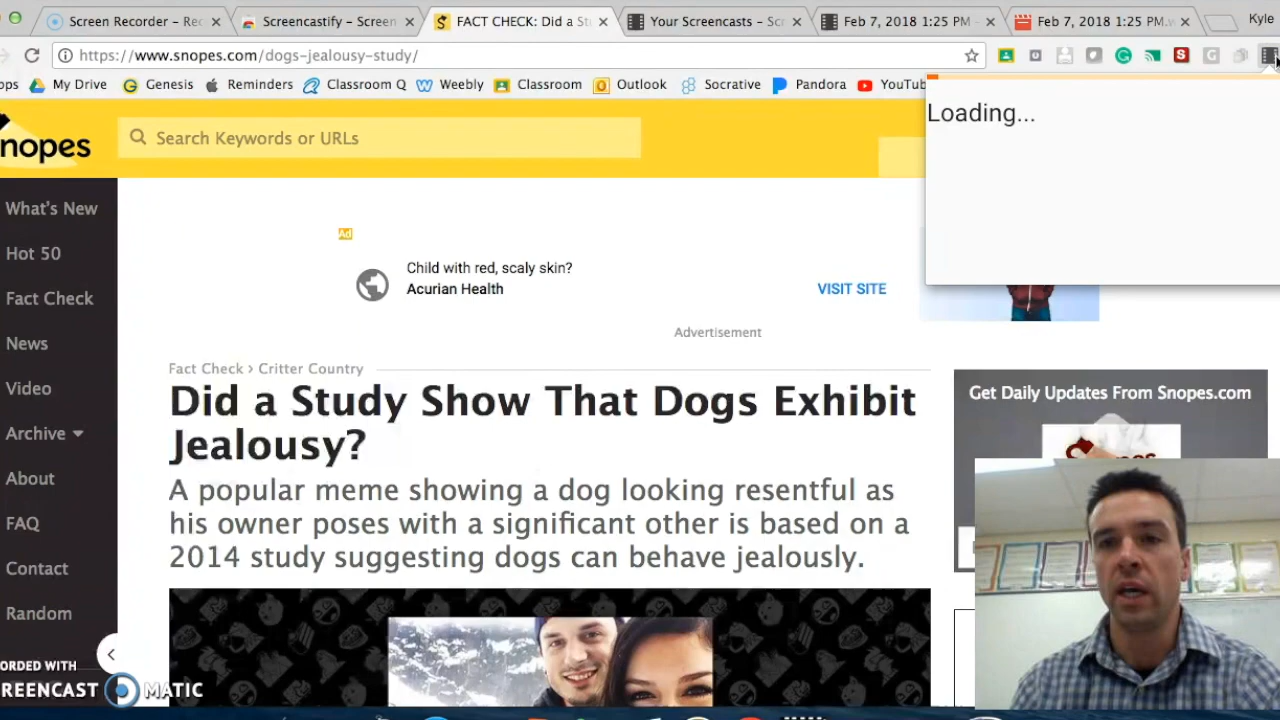 Screen Recorder - Re
Screencastify - Screen
FACT CHECK: Did a St
Your Screencasts - Sc
Feb 7, 2018 1:25 PM -
Feb 7, 2018 1:25 PM.w
Kyle
https://www.snopes.com/dogs-jealousy-study/
ops
My Drive
Genesis
Reminders
Classroom Q
Weebly
Classroom
Outlook
Socrative
Pandora
YouTub
Loading...
nopes
Search Keywords or URLs
What's New
Hot 50
Fact Check
News
Video
Archive
About
FAQ
Contact
Random
Ad
Child with red, scaly skin?
Acurian Health
VISIT SITE
Advertisement
Fact Check › Critter Country
Did a Study Show That Dogs Exhibit
Jealousy?
A popular meme showing a dog looking resentful as
his owner poses with a significant other is based on a
2014 study suggesting dogs can behave jealously.
Get Daily Updates From Snopes.com
ORDED WITH
REENCAST MATIC